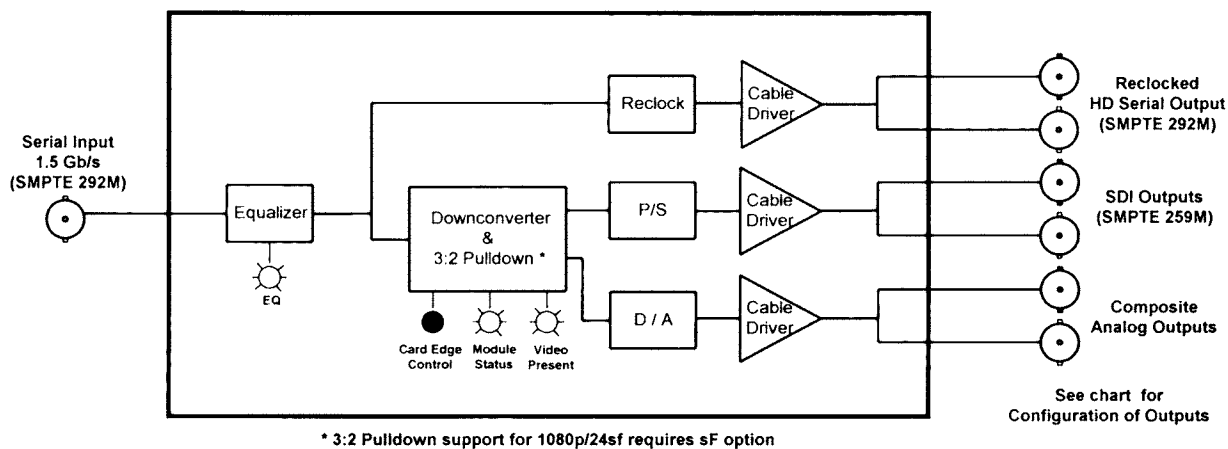 Serial Input
1.5 Gb/s
(SMPTE 292M)
Equalizer
EQ
Reclock
Cable
Driver
Reclocked
HD Serial Output
(SMPTE 292M)
Downconverter
&
3:2 Pulldown *
P/S
Cable
Driver
SDI Outputs
(SMPTE 259M)
Card Edge
Control
Module
Status
Video
Present
D / A
Cable
Driver
Composite
Analog Outputs
See chart for
Configuration of Outputs
* 3:2 Pulldown support for 1080p/24sf requires sF option